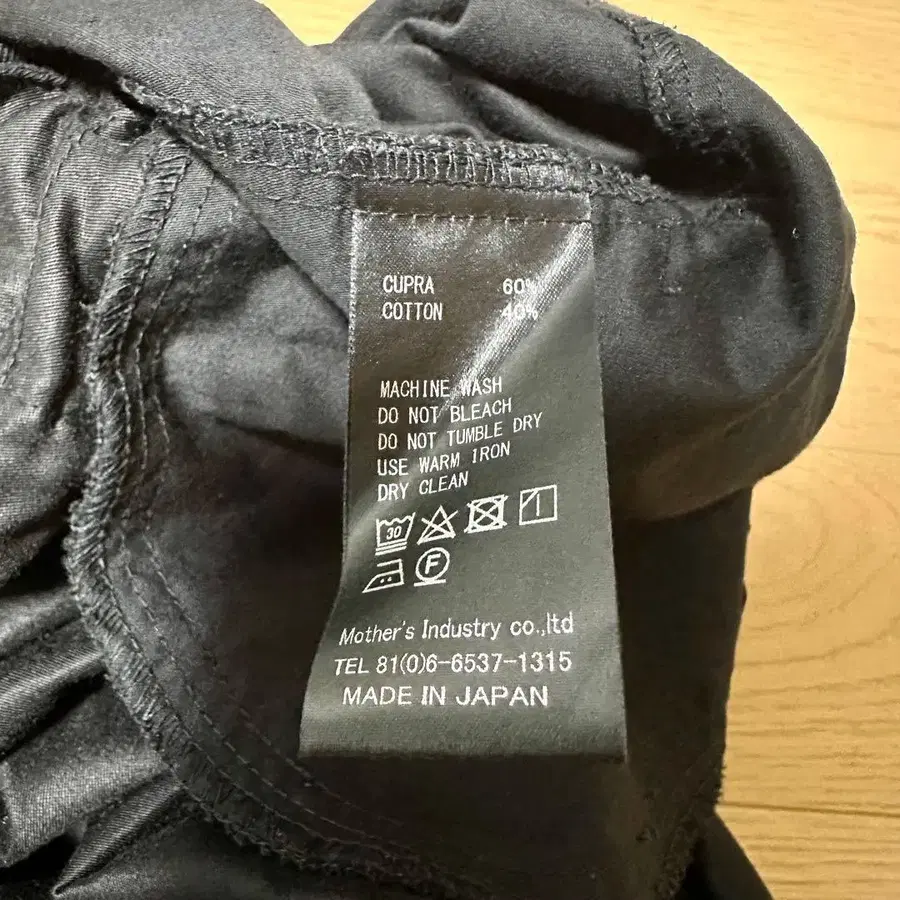 CUPRA 60%
COTTON 40%
MACHINE WASH
DO NOT BLEACH
DO NOT TUMBLE DRY
USE WARM IRON
DRY CLEAN
30
F
Mother's Industry co.,ltd
TEL 81(0)6-6537-1315
MADE IN JAPAN